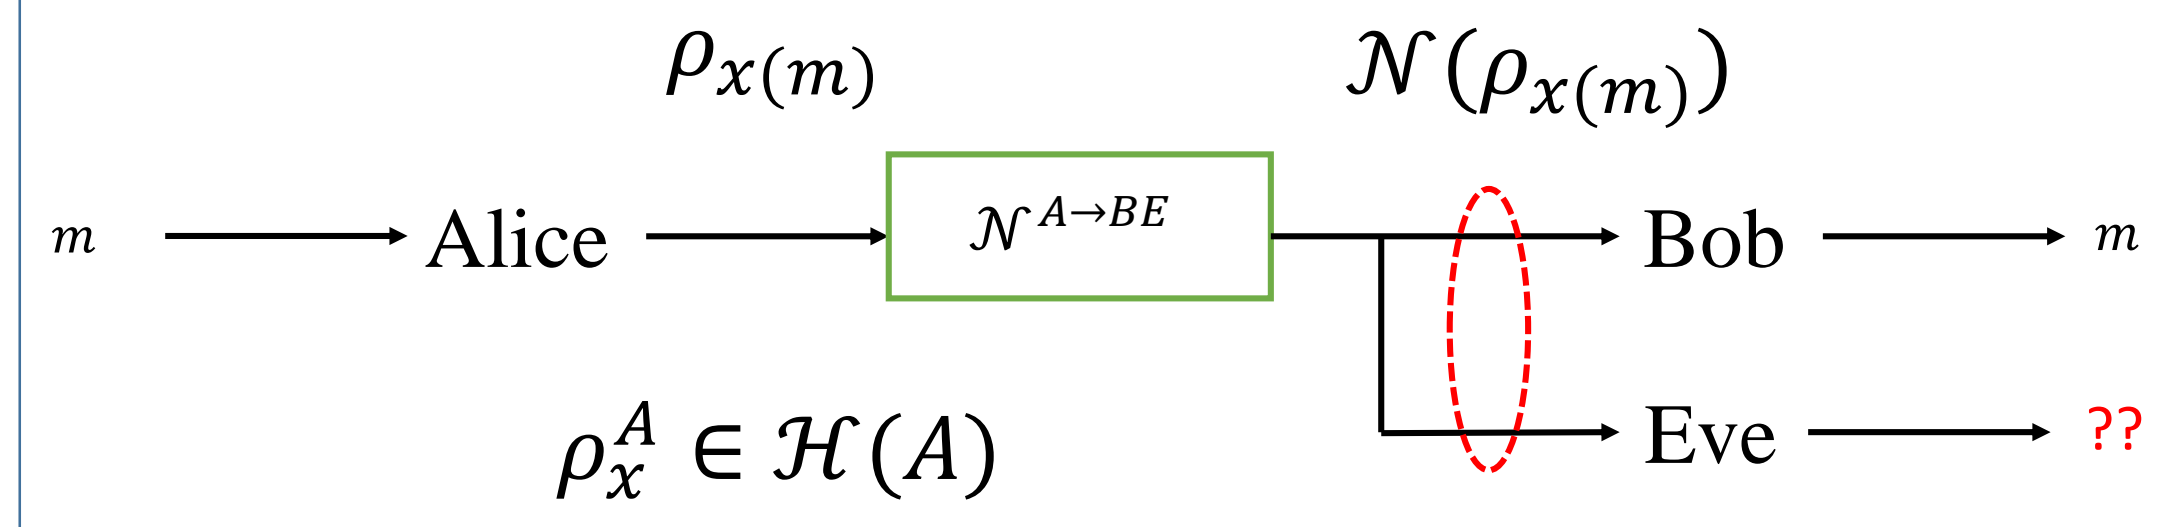 ρ_{x(m)} 𝒩(ρ_{x(m)})
m Alice 𝒩^{A→BE} Bob m
ρ_x^A ∈ ℋ(A) Eve ??